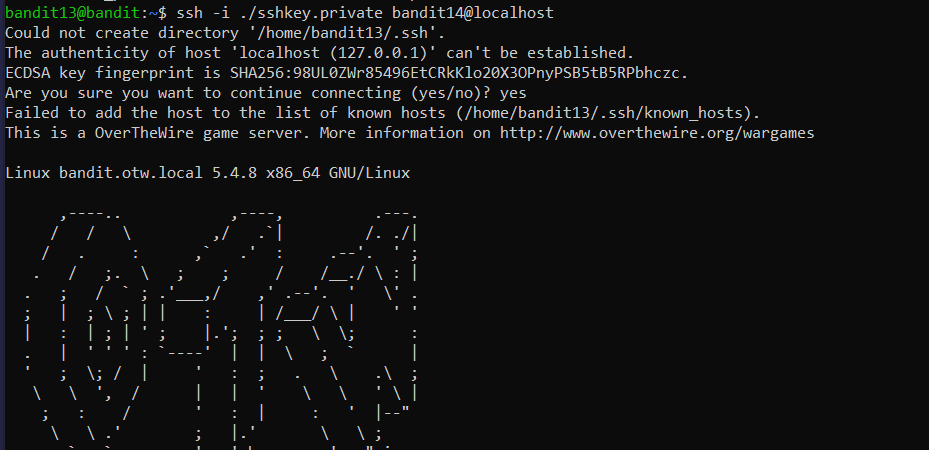 bandit13@bandit:~$ ssh -i ./sshkey.private bandit14@localhost
Could not create directory '/home/bandit13/.ssh'.
The authenticity of host 'localhost (127.0.0.1)' can't be established.
ECDSA key fingerprint is SHA256:98UL0ZWr85496EtCRkKlo20X3OPnyPSB5tB5RPbhczc.
Are you sure you want to continue connecting (yes/no)? yes
Failed to add the host to the list of known hosts (/home/bandit13/.ssh/known_hosts).
This is a OverTheWire game server. More information on http://www.overthewire.org/wargames
Linux bandit.otw.local 5.4.8 x86_64 GNU/Linux